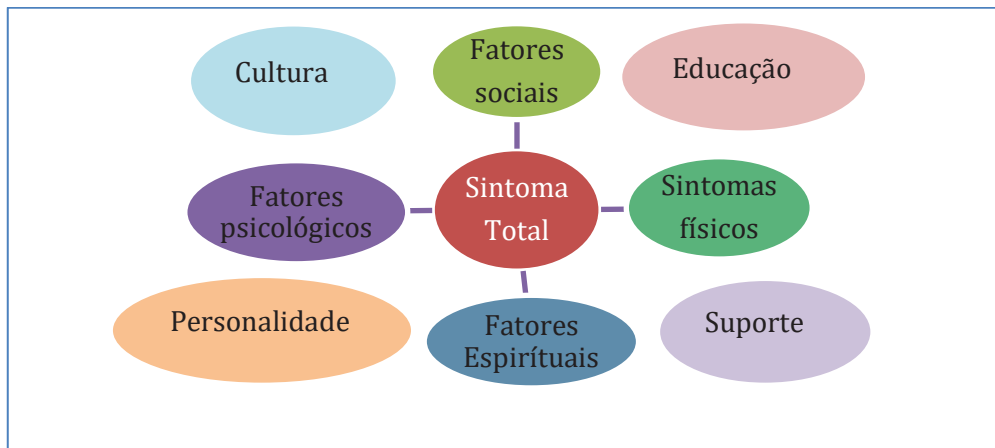 Cultura
Fatores
sociais
Educação
Fatores
psicológicos
Sintoma
Total
Sintomas
físicos
Personalidade
Fatores
Espirítuais
Suporte